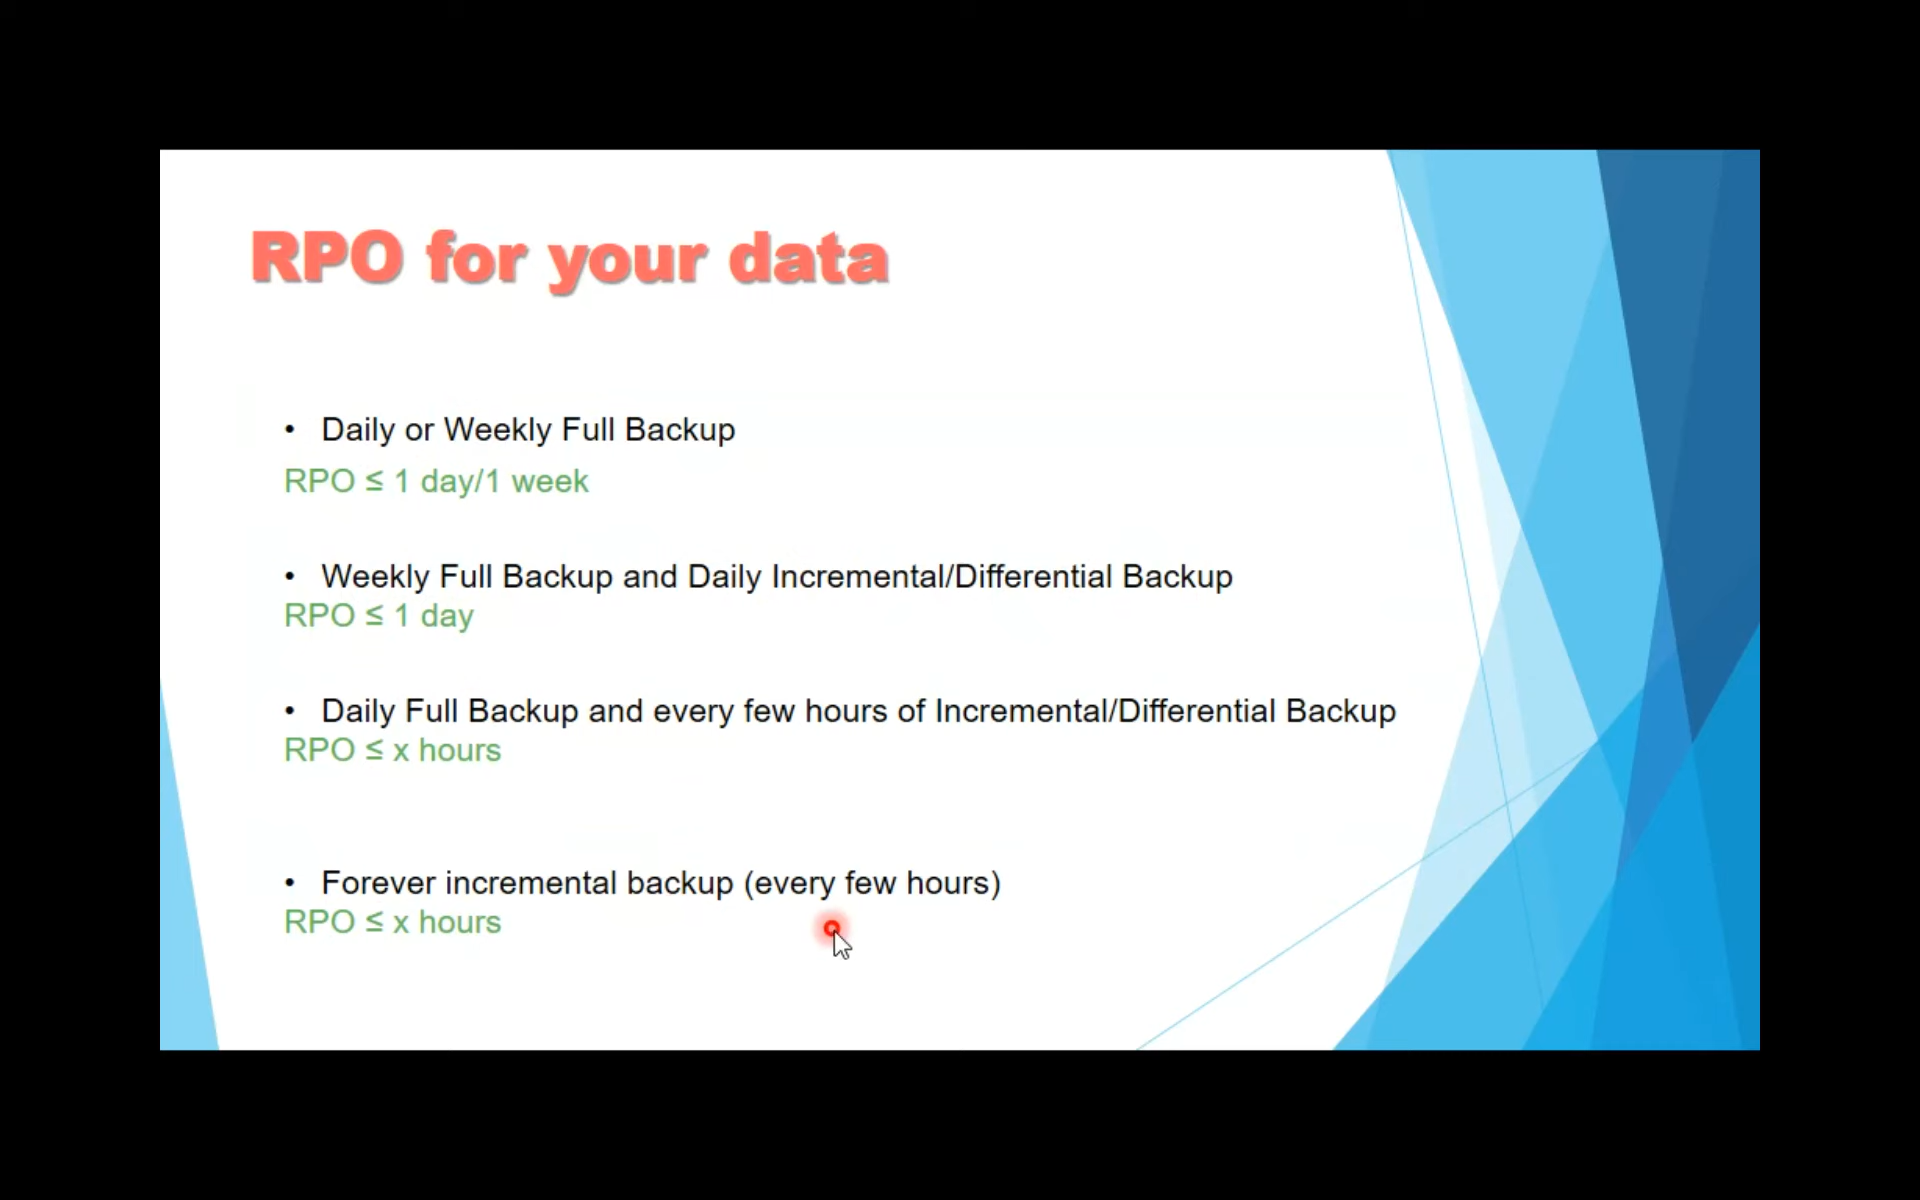 RPO for your data
• Daily or Weekly Full Backup
RPO ≤ 1 day/1 week
• Weekly Full Backup and Daily Incremental/Differential Backup
RPO ≤ 1 day
• Daily Full Backup and every few hours of Incremental/Differential Backup
RPO ≤ x hours
• Forever incremental backup (every few hours)
RPO ≤ x hours